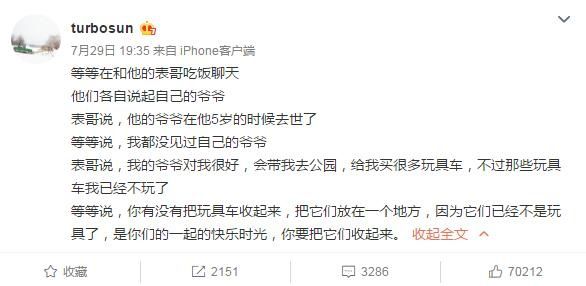 turbosun
7月29日 19:35 来自 iPhone客户端
等等在和他的表哥吃饭聊天
他们各自说起自己的爷爷
表哥说，他的爷爷在他5岁的时候去世了
等等说，我都没见过自己的爷爷
表哥说，我的爷爷对我很好，会带我去公园，给我买很多玩具车，不过那些玩具
车我已经不玩了
等等说，你有没有把玩具车收起来，把它们放在一个地方，因为它们已经不是玩
具了，是你们的一起的快乐时光，你要把它们收起来。 收起全文
收藏 2151 3286 70212